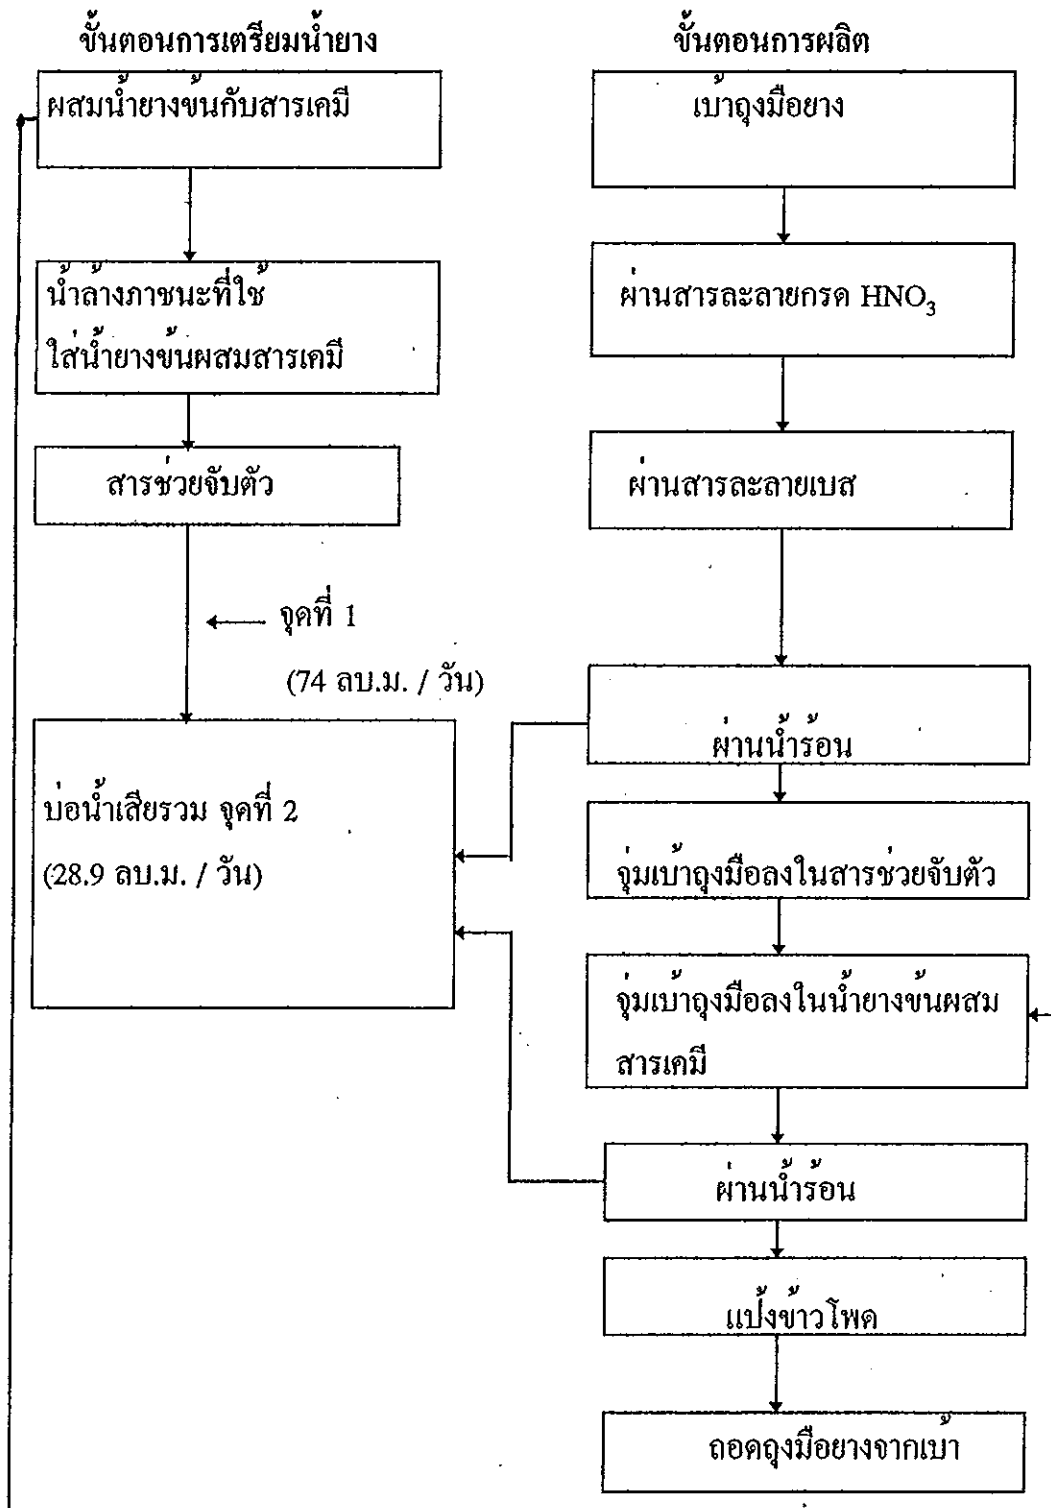 ขั้นตอนการเตรียมน้ำยาง
ผสมน้ำยางข้นกับสารเคมี
น้ำล้างภาชนะที่ใช้
ใส่น้ำยางข้นผสมสารเคมี
สารช่วยจับตัว
จุดที่ 1
(74 ลบ.ม. / วัน)
บ่อน้ำเสียรวม จุดที่ 2
(28.9 ลบ.ม. / วัน)
ขั้นตอนการผลิต
เบ้าถุงมือยาง
ผ่านสารละลายกรด HNO₃
ผ่านสารละลายเบส
ผ่านน้ำร้อน
จุ่มเบ้าถุงมือลงในสารช่วยจับตัว
จุ่มเบ้าถุงมือลงในน้ำยางข้นผสม
สารเคมี
ผ่านน้ำร้อน
แป้งข้าวโพด
ถอดถุงมือยางจากเบ้า